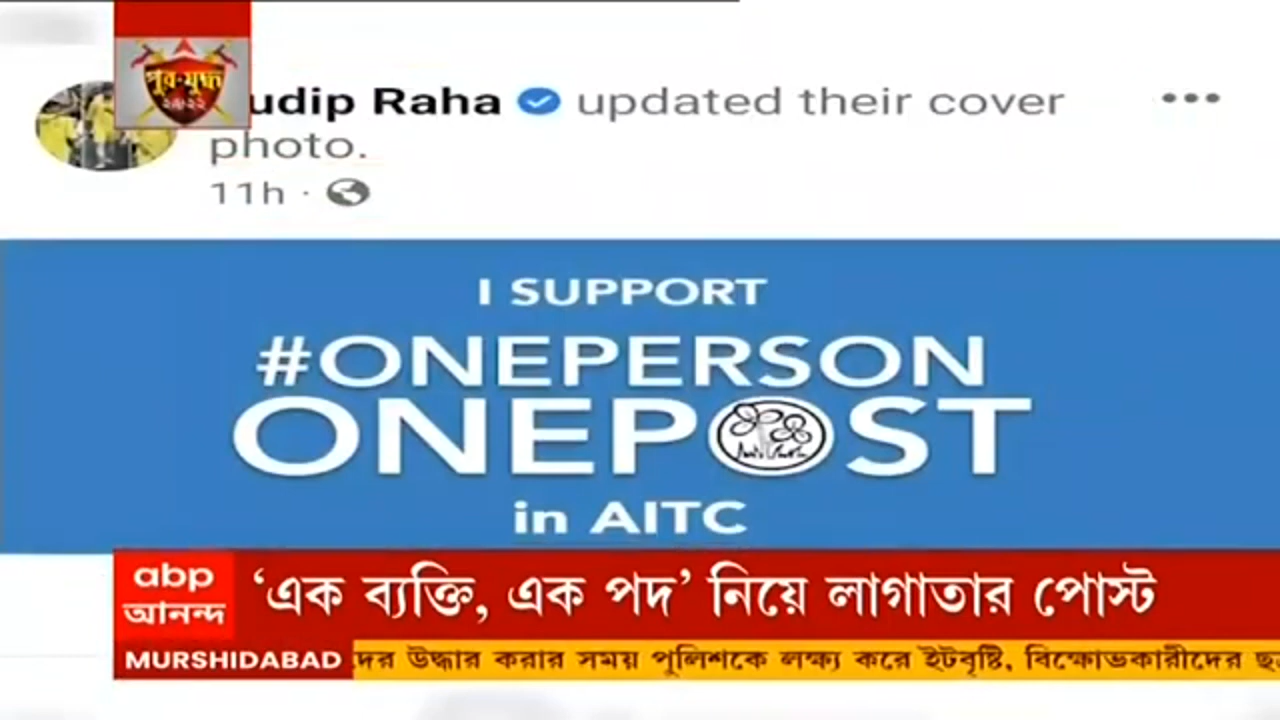 পুর-যুদ্ধ
২০২২
udip Raha updated their cover
photo.
11h ·
I SUPPORT
#ONEPERSON
ONEPOST
in AITC
abp
আনন্দ
‘এক ব্যক্তি, এক পদ’ নিয়ে লাগাতার পোস্ট
MURSHIDABAD
দের উদ্ধার করার সময় পুলিশকে লক্ষ্য করে ইটবৃষ্টি, বিক্ষোভকারীদের